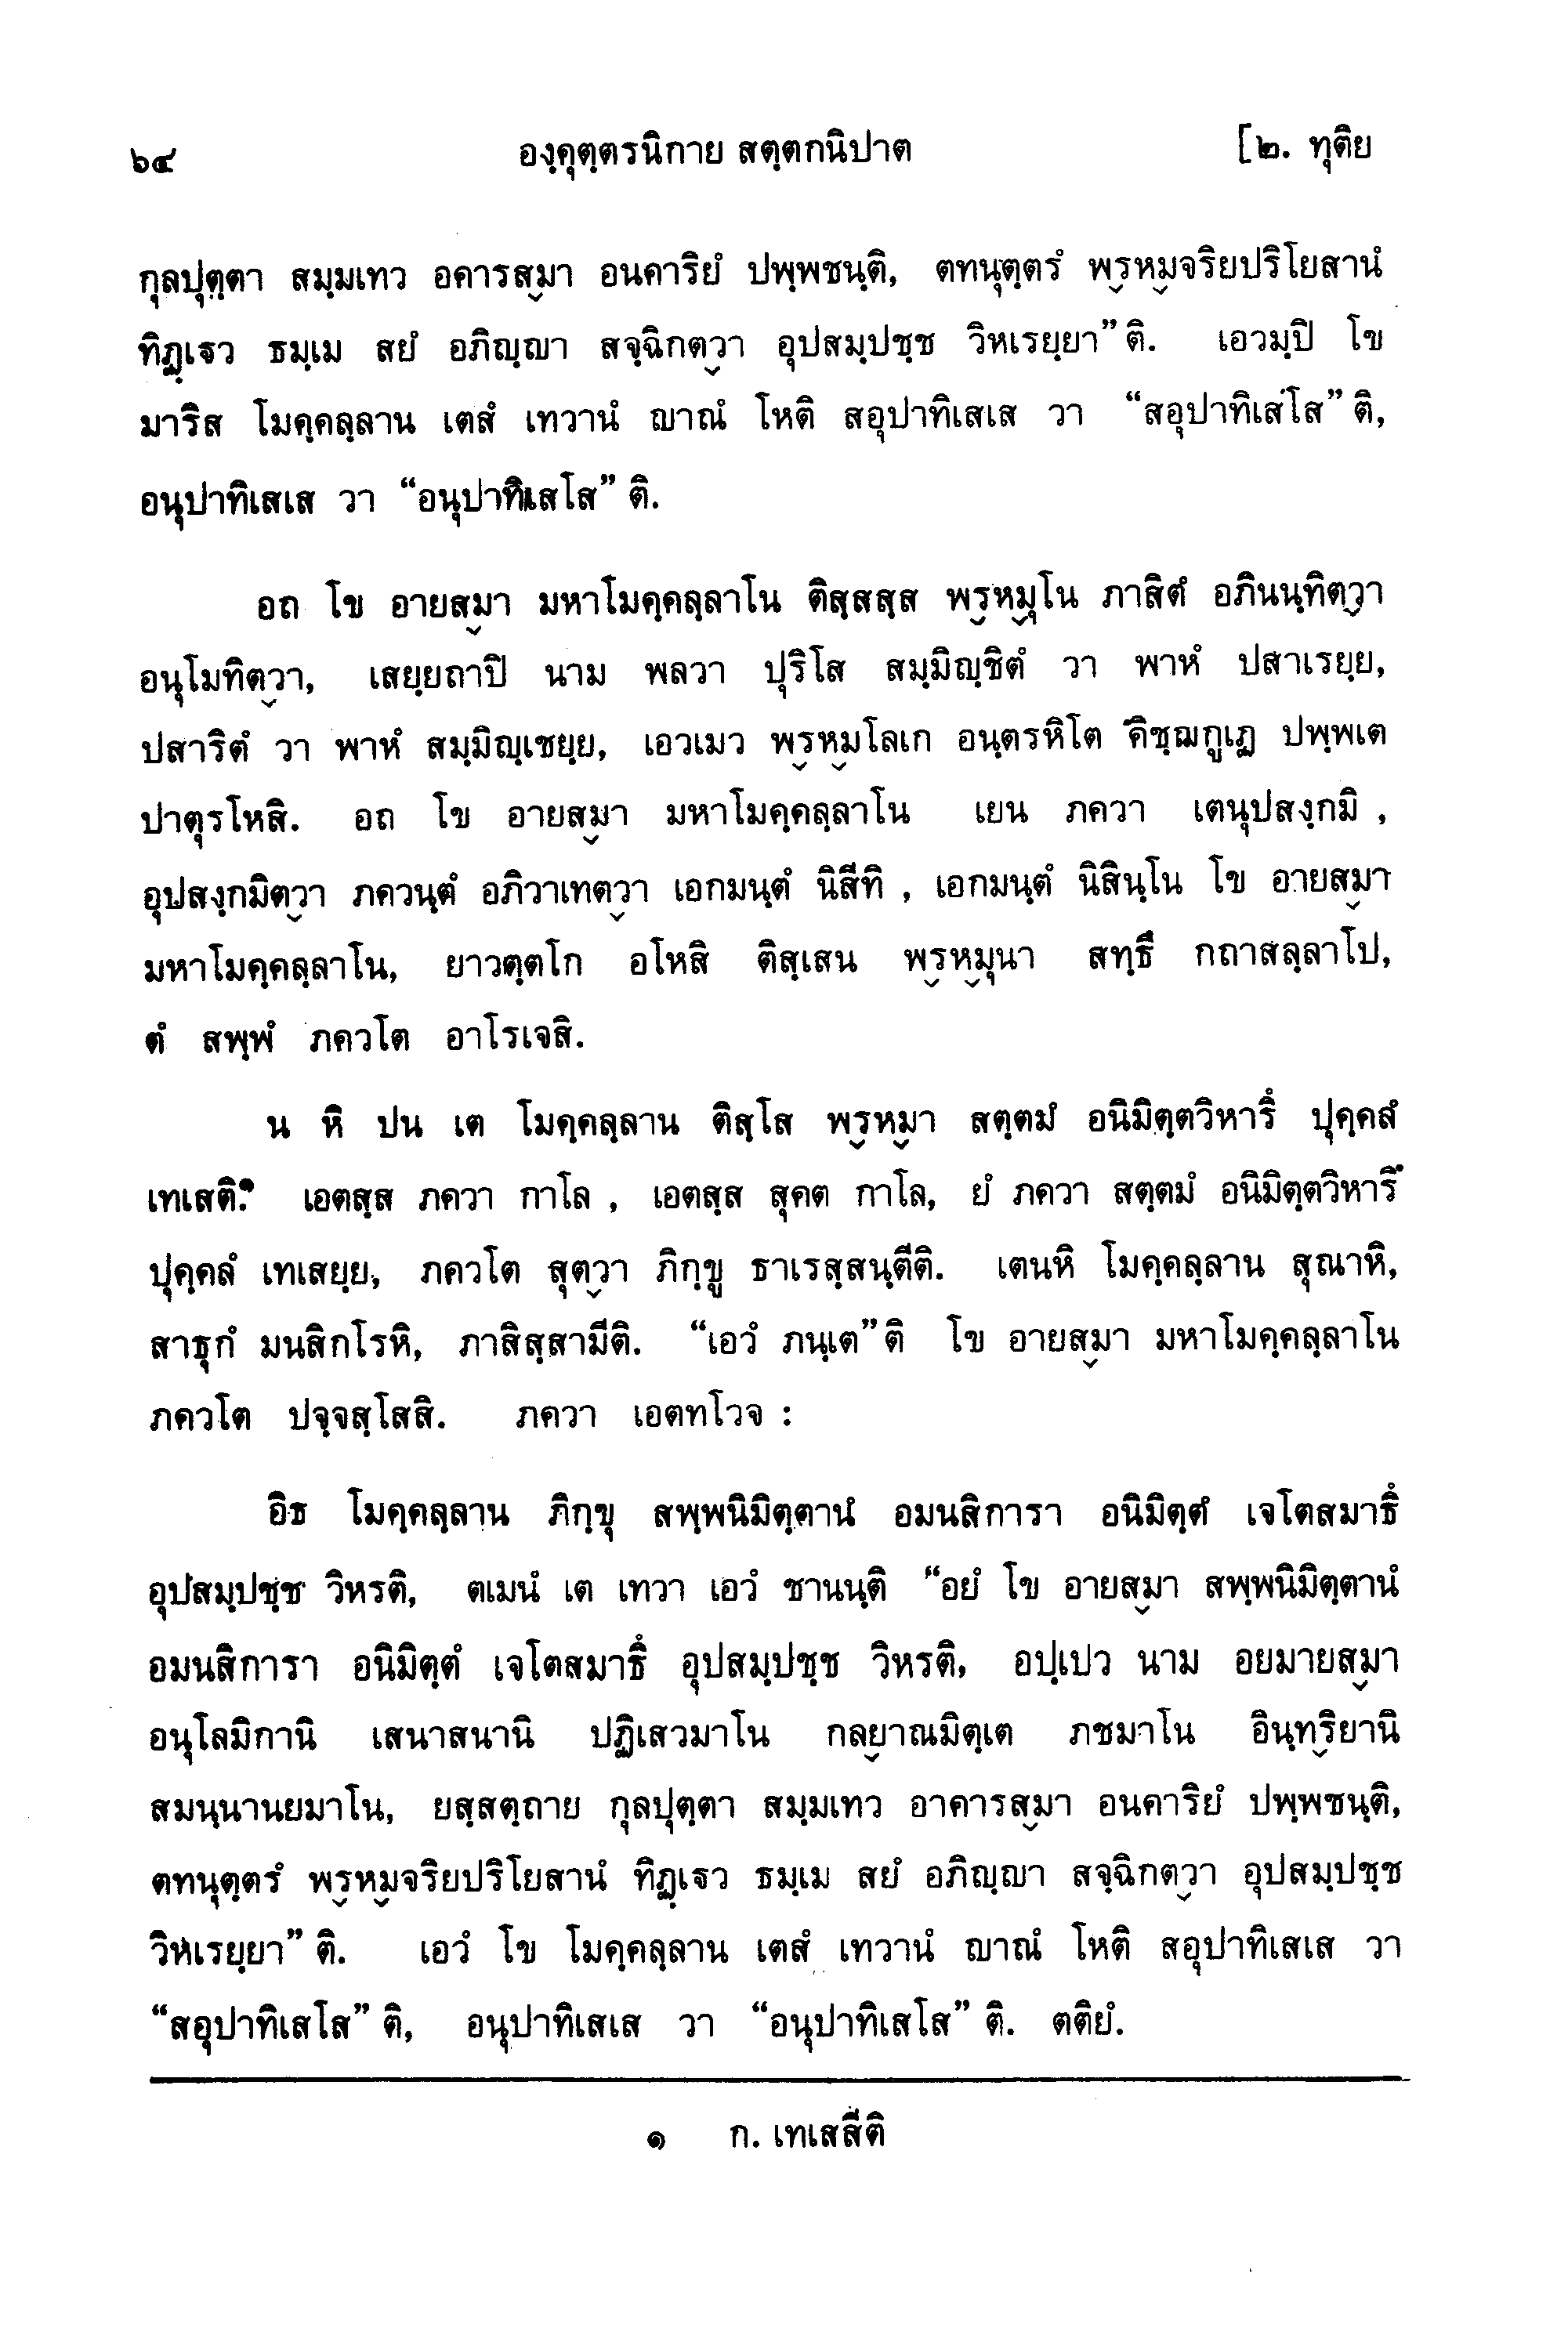 ๖๔ องฺคุตฺตรนิกาย สตฺตกนิปาต [๒. ทุติย
กุลปุตฺตา สมฺมเทว อคารสฺมา อนคาริยํ ปพฺพชนฺติ, ตทนุตฺตรํ พฺรหฺมจริยปริโยสานํ
ทิฏฺเฐว ธมฺเม สยํ อภิญฺญา สจฺฉิกตฺวา อุปสมฺปชฺช วิหเรยฺยา”ติ. เอวมฺปิ โข
มาริส โมคฺคลฺลาน เตสํ เทวานํ ญาณํ โหติ สอุปาทิเสเส วา “สอุปาทิเสโส”ติ,
อนุปาทิเสเส วา “อนุปาทิเสโส”ติ.
อถ โข อายสฺมา มหาโมคฺคลฺลาโน ติสฺสสฺส พฺรหฺมุโน ภาสิตํ อภินนฺทิตฺวา
อนุโมทิตฺวา, เสยฺยถาปิ นาม พลวา ปุริโส สมฺมิญฺชิตํ วา พาหํ ปสาเรยฺย,
ปสาริตํ วา พาหํ สมฺมิญฺเชยฺย, เอวเมว พฺรหฺมโลเก อนฺตรหิโต คิชฺฌกูเฏ ปพฺพเต
ปาตุรโหสิ. อถ โข อายสฺมา มหาโมคฺคลฺลาโน เยน ภควา เตนุปสงฺกมิ ,
อุปสงฺกมิตฺวา ภควนฺตํ อภิวาเทตฺวา เอกมนฺตํ นิสีทิ , เอกมนฺตํ นิสินฺโน โข อายสฺมา
มหาโมคฺคลฺลาโน, ยาวตฺตโก อโหสิ ติสฺเสน พฺรหฺมุนา สทฺธึ กถาสลฺลาโป,
ตํ สพฺพํ ภควโต อาโรเจสิ.
น หิ ปน เต โมคฺคลฺลาน ติสฺโส พฺรหฺมา สตฺตมํ อนิมิตฺตวิหารึ ปุคฺคลํ
เทเสติ.๑ เอตสฺส ภควา กาโล , เอตสฺส สุคต กาโล, ยํ ภควา สตฺตมํ อนิมิตฺตวิหารึ
ปุคฺคลํ เทเสยฺย, ภควโต สุตฺวา ภิกฺขู ธาเรสฺสนฺตีติ. เตนหิ โมคฺคลฺลาน สุณาหิ,
สาธุกํ มนสิกโรหิ, ภาสิสฺสามีติ. “เอวํ ภนฺเต”ติ โข อายสฺมา มหาโมคฺคลฺลาโน
ภควโต ปจฺจสฺโสสิ. ภควา เอตทโวจ :
อิธ โมคฺคลฺลาน ภิกฺขุ สพฺพนิมิตฺตานํ อมนสิการา อนิมิตฺตํ เจโตสมาธึ
อุปสมฺปชฺช วิหรติ, ตเมนํ เต เทวา เอวํ ชานนฺติ “อยํ โข อายสฺมา สพฺพนิมิตฺตานํ
อมนสิการา อนิมิตฺตํ เจโตสมาธึ อุปสมฺปชฺช วิหรติ, อปฺเปว นาม อยมายสฺมา
อนุโลมิกานิ เสนาสนานิ ปฏิเสวมาโน กลฺยาณมิตฺเต ภชมาโน อินฺทฺริยานิ
สมนฺนานยมาโน, ยสฺสตฺถาย กุลปุตฺตา สมฺมเทว อาคารสฺมา อนคาริยํ ปพฺพชนฺติ,
ตทนุตฺตรํ พฺรหฺมจริยปริโยสานํ ทิฏฺเฐว ธมฺเม สยํ อภิญฺญา สจฺฉิกตฺวา อุปสมฺปชฺช
วิหเรยฺยา”ติ. เอวํ โข โมคฺคลฺลาน เตสํ เทวานํ ญาณํ โหติ สอุปาทิเสเส วา
“สอุปาทิเสโส”ติ, อนุปาทิเสเส วา “อนุปาทิเสโส”ติ. ตติยํ.
๑ ก. เทเสสีติ